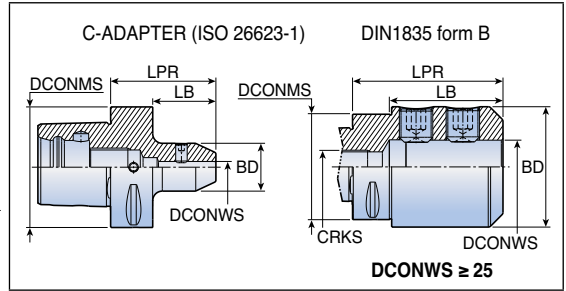 C-ADAPTER (ISO 26623-1)
DIN1835 form B
LPR
LB
DCONMS
BD
DCONWS
LPR
LB
DCONMS
BD
CRKS
DCONWS
DCONWS ≥ 25